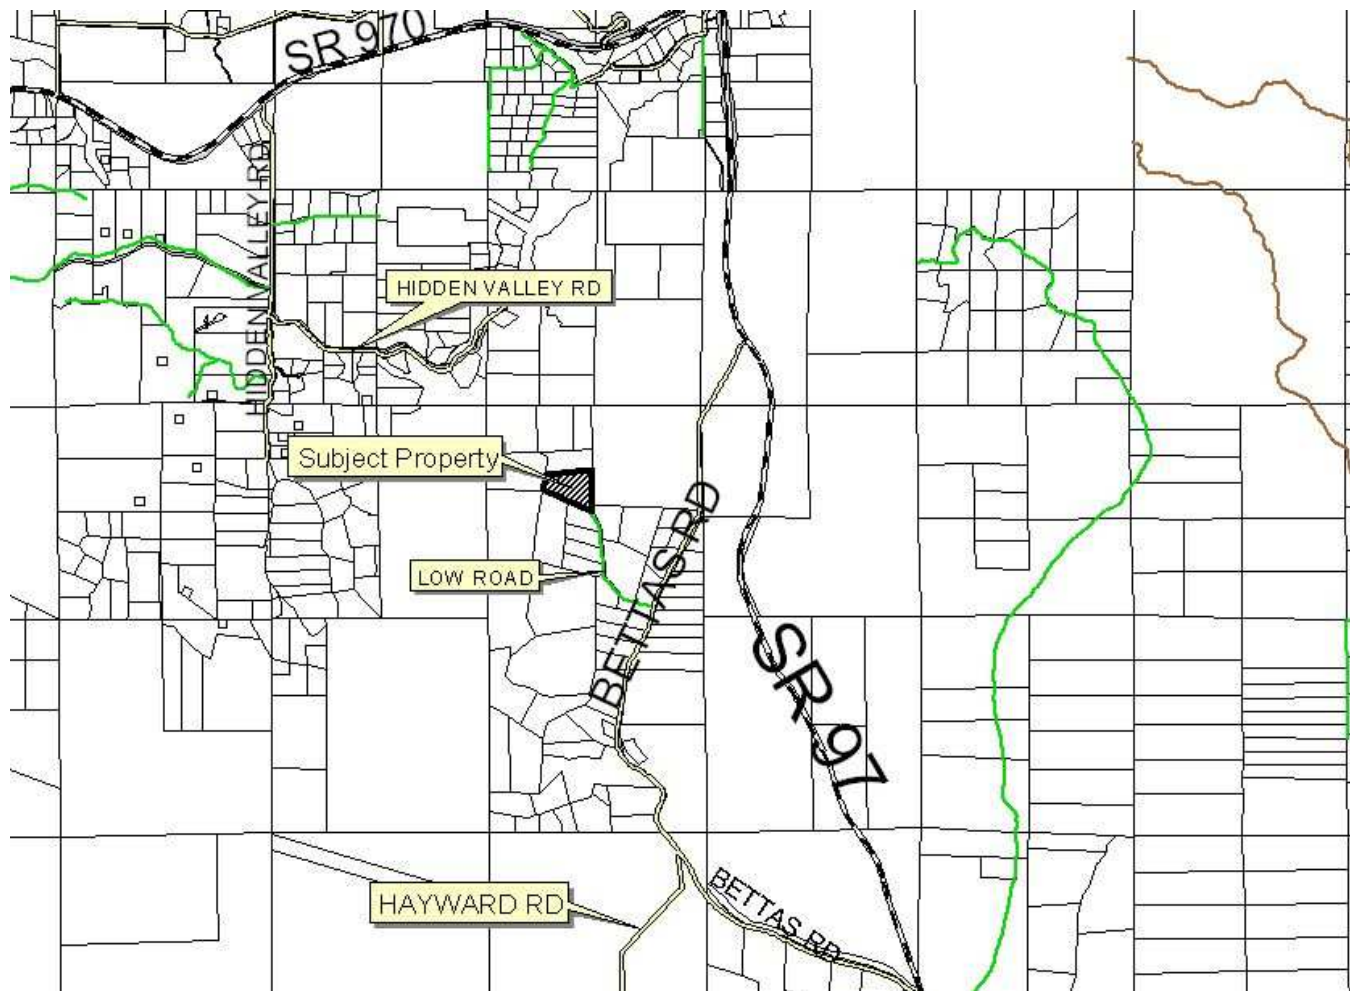 SR 970
HIDDEN VALLEY RD
HIDDEN VALLEY RD
Subject Property
LOW ROAD
BETTAS RD
SR 97
HAYWARD RD
BETTAS RD